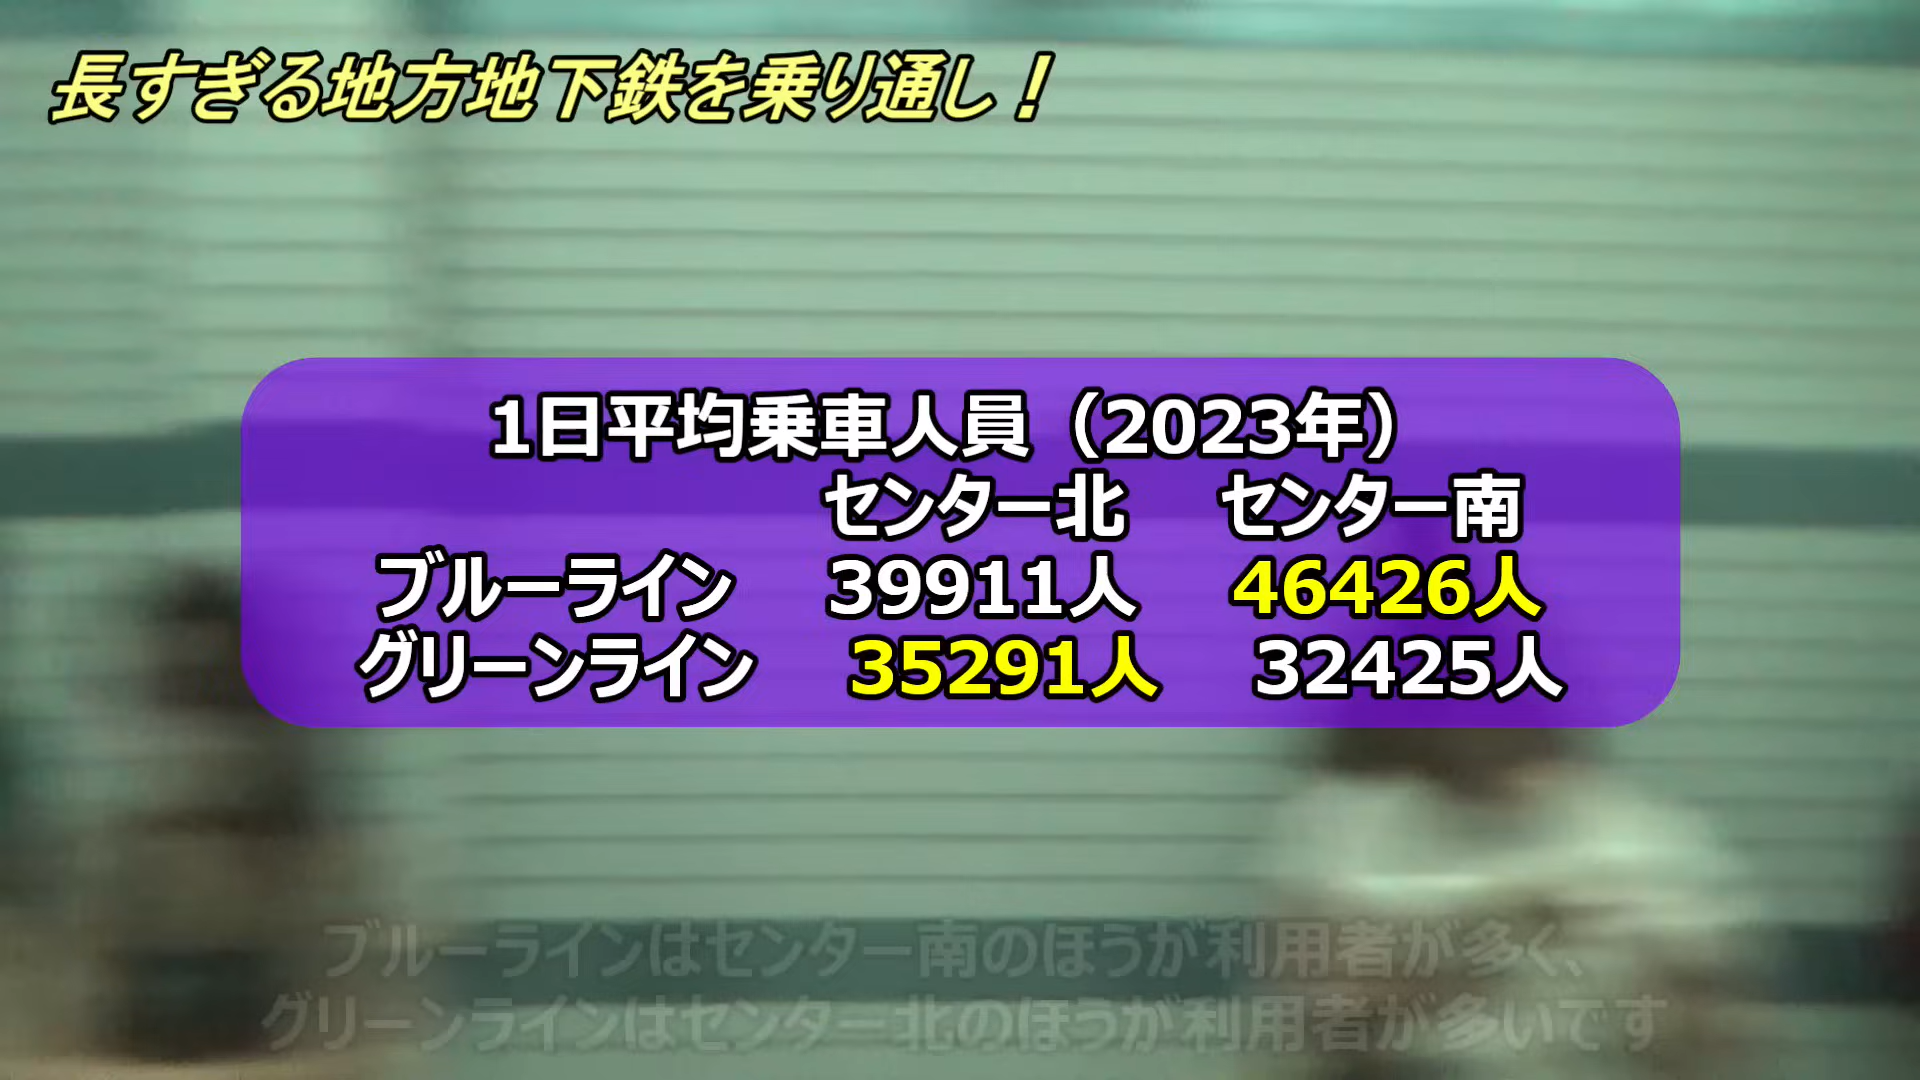 長すぎる地方地下鉄を乗り通し！
1日平均乗車人員（2023年）
センター北 センター南
ブルーライン 39911人 46426人
グリーンライン 35291人 32425人
ブルーラインはセンター南のほうが利用者が多く、
グリーンラインはセンター北のほうが利用者が多いです